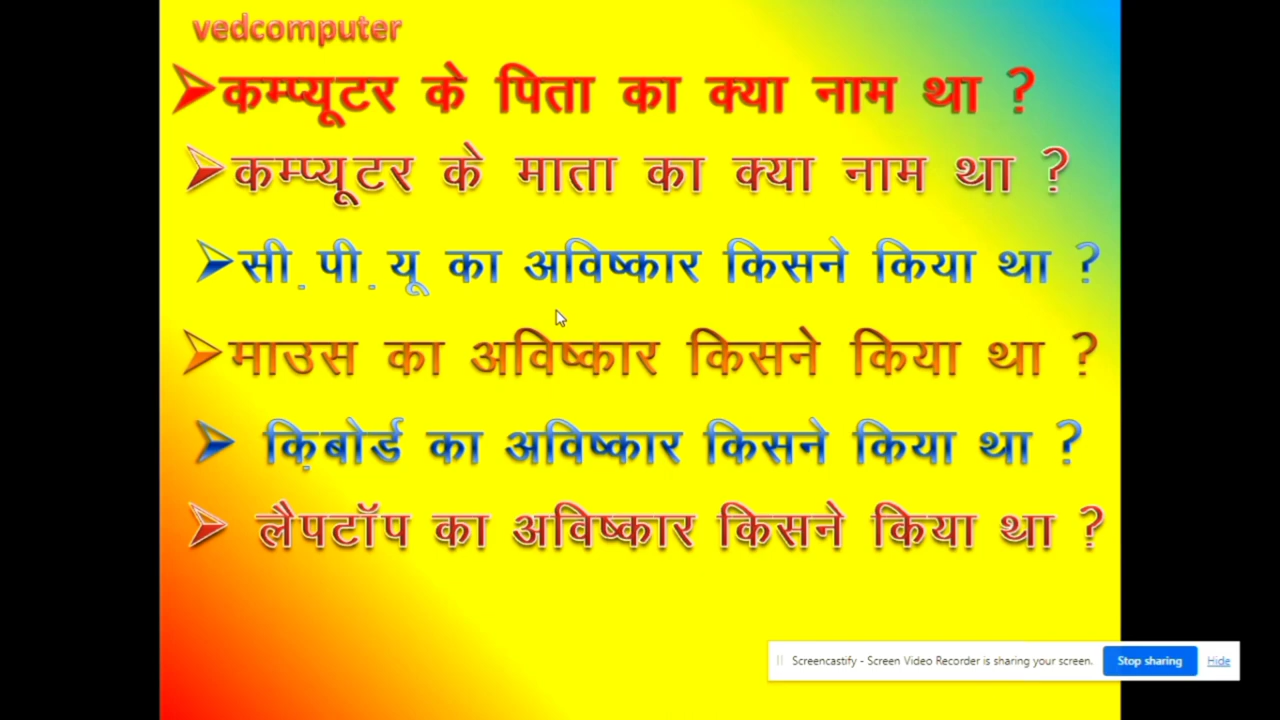 vedcomputer
कम्प्यूटर के पिता का क्या नाम था ?
कम्प्यूटर के माता का क्या नाम था ?
सी.पी.यू का अविष्कार किसने किया था ?
माउस का अविष्कार किसने किया था ?
कि़बोर्ड का अविष्कार किसने किया था ?
लैपटॉप का अविष्कार किसने किया था ?
Screencastify - Screen Video Recorder is sharing your screen. Stop sharing Hide